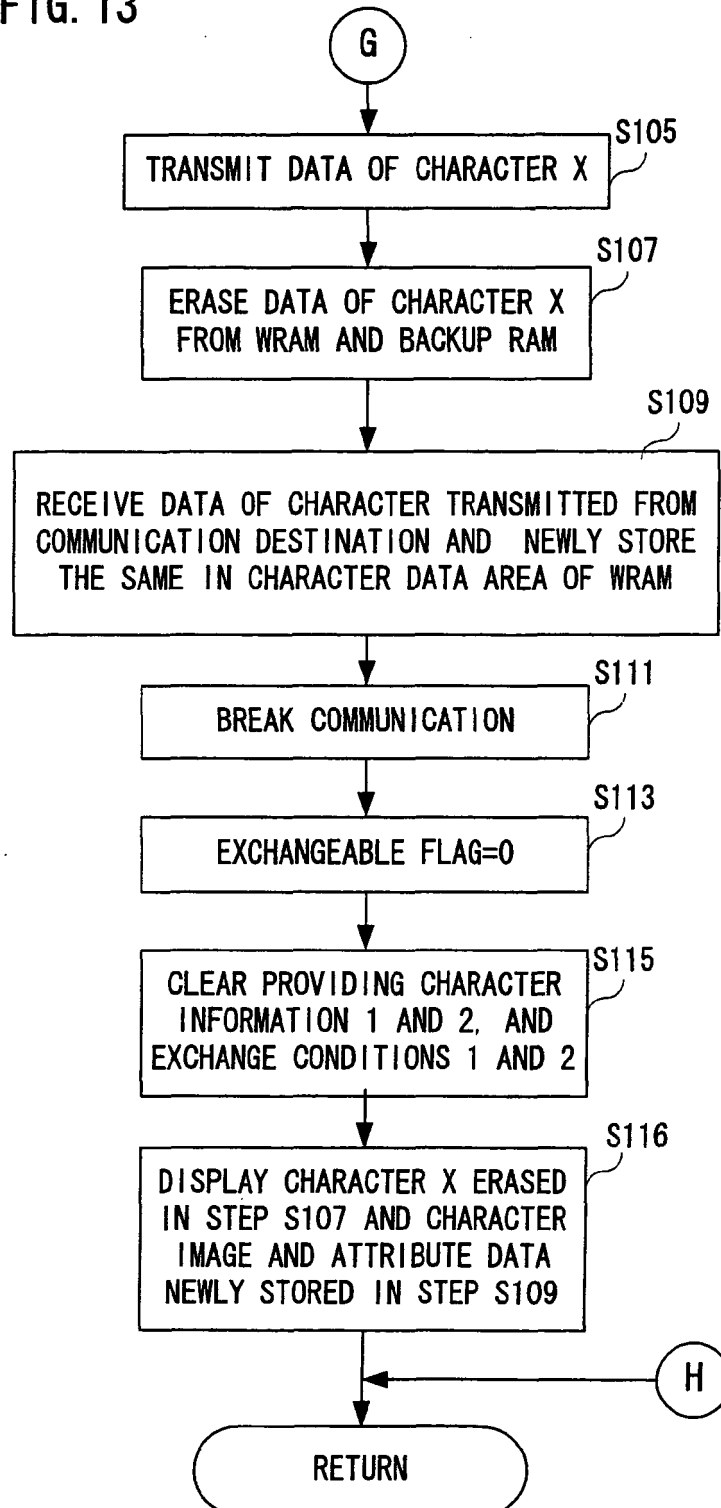 FIG. 13
G
S105
TRANSMIT DATA OF CHARACTER X
S107
ERASE DATA OF CHARACTER X
FROM WRAM AND BACKUP RAM
S109
RECEIVE DATA OF CHARACTER TRANSMITTED FROM
COMMUNICATION DESTINATION AND NEWLY STORE
THE SAME IN CHARACTER DATA AREA OF WRAM
S111
BREAK COMMUNICATION
S113
EXCHANGEABLE FLAG=0
S115
CLEAR PROVIDING CHARACTER
INFORMATION 1 AND 2, AND
EXCHANGE CONDITIONS 1 AND 2
S116
DISPLAY CHARACTER X ERASED
IN STEP S107 AND CHARACTER
IMAGE AND ATTRIBUTE DATA
NEWLY STORED IN STEP S109
H
RETURN